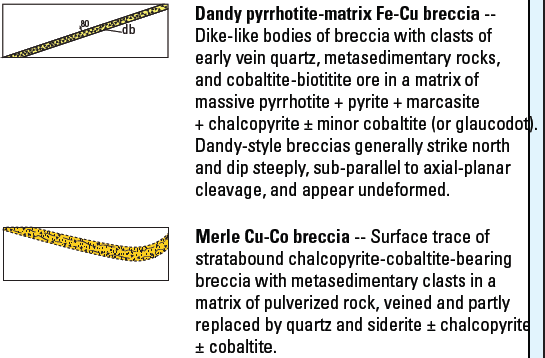 80
db
Dandy pyrrhotite-matrix Fe-Cu breccia --
Dike-like bodies of breccia with clasts of
early vein quartz, metasedimentary rocks,
and cobaltite-biotitite ore in a matrix of
massive pyrrhotite + pyrite + marcasite
+ chalcopyrite ± minor cobaltite (or glaucodot).
Dandy-style breccias generally strike north
and dip steeply, sub-parallel to axial-planar
cleavage, and appear undeformed.
Merle Cu-Co breccia -- Surface trace of
stratabound chalcopyrite-cobaltite-bearing
breccia with metasedimentary clasts in a
matrix of pulverized rock, veined and partly
replaced by quartz and siderite ± chalcopyrite
± cobaltite.